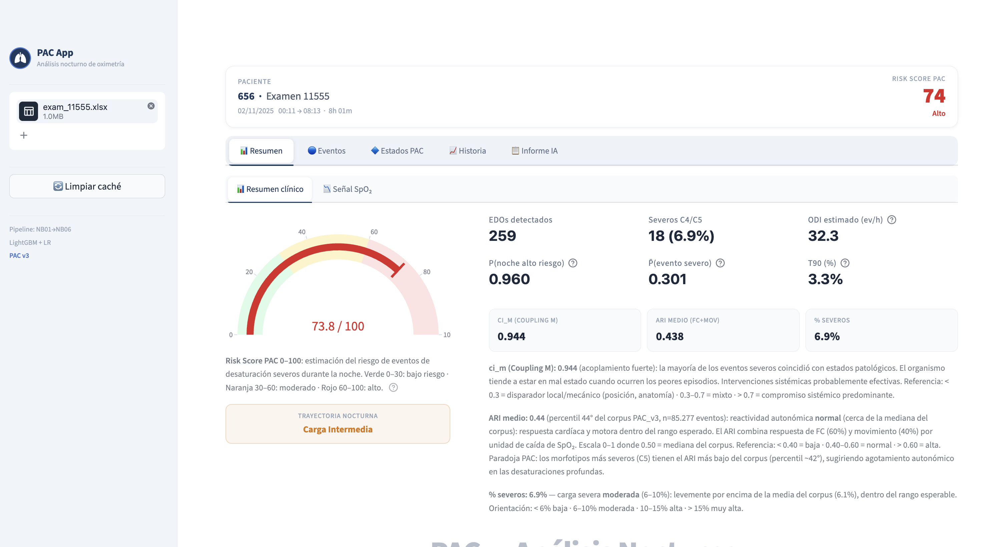 PAC App
Análisis nocturno de oximetría
exam_11555.xlsx
1.0MB
+
Limpiar caché
Pipeline: NB01→NB06
LightGBM + LR
PAC v3
PACIENTE
656 • Examen 11555
02/11/2025 00:11 → 08:13 · 8h 01m
RISK SCORE PAC
74
Alto
Resumen
Eventos
Estados PAC
Historia
Informe IA
Resumen clínico
Señal SpO₂
0
20
40
60
80
10
73.8 / 100
Risk Score PAC 0–100: estimación del riesgo de eventos de
desaturación severos durante la noche. Verde 0–30: bajo riesgo ·
Naranja 30–60: moderado · Rojo 60–100: alto. ?
TRAYECTORIA NOCTURNA
Carga Intermedia
EDOs detectados
259
Severos C4/C5
18 (6.9%)
ODI estimado (ev/h) ?
32.3
P(noche alto riesgo) ?
0.960
P̄(evento severo) ?
0.301
T90 (%) ?
3.3%
CI_M (COUPLING M)
0.944
ARI MEDIO (FC+MOV)
0.438
% SEVEROS
6.9%
ci_m (Coupling M): 0.944 (acoplamiento fuerte): la mayoría de los eventos severos coincidió con estados patológicos. El organismo
tiende a estar en mal estado cuando ocurren los peores episodios. Intervenciones sistémicas probablemente efectivas. Referencia: <
0.3 = disparador local/mecánico (posición, anatomía) · 0.3–0.7 = mixto · > 0.7 = compromiso sistémico predominante.
ARI medio: 0.44 (percentil 44° del corpus PAC_v3, n=85.277 eventos): reactividad autonómica normal (cerca de la mediana del
corpus): respuesta cardíaca y motora dentro del rango esperado. El ARI combina respuesta de FC (60%) y movimiento (40%) por
unidad de caída de SpO₂. Escala 0–1 donde 0.50 = mediana del corpus. Referencia: < 0.40 = baja · 0.40–0.60 = normal · > 0.60 = alta.
Paradoja PAC: los morfotipos más severos (C5) tienen el ARI más bajo del corpus (percentil ~42°), sugiriendo agotamiento autonómico
en las desaturaciones profundas.
% severos: 6.9% — carga severa moderada (6–10%): levemente por encima de la media del corpus (6.1%), dentro del rango esperable.
Orientación: < 6% baja · 6–10% moderada · 10–15% alta · > 15% muy alta.